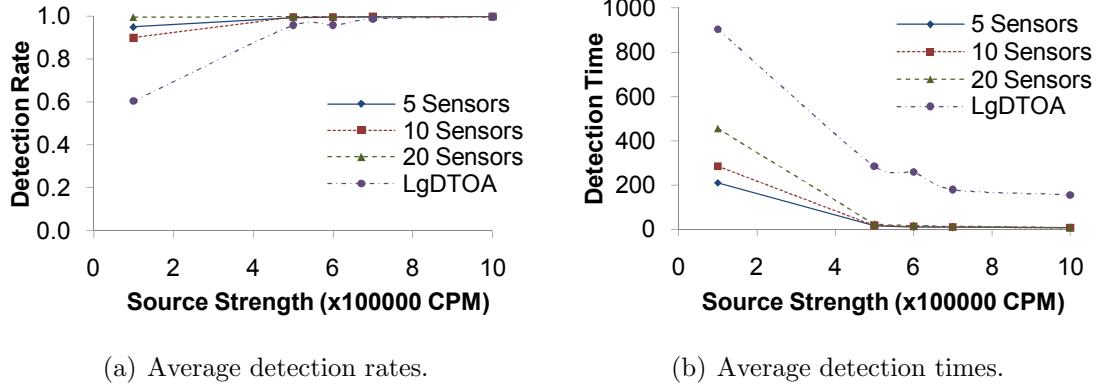 1.0
0.8
0.6
0.4
0.2
0.0
Detection Rate
5 Sensors
10 Sensors
20 Sensors
LgDTOA
0 2 4 6 8 10
Source Strength (x100000 CPM)
(a) Average detection rates.
1000
800
600
400
200
0
Detection Time
5 Sensors
10 Sensors
20 Sensors
LgDTOA
0 2 4 6 8 10
Source Strength (x100000 CPM)
(b) Average detection times.